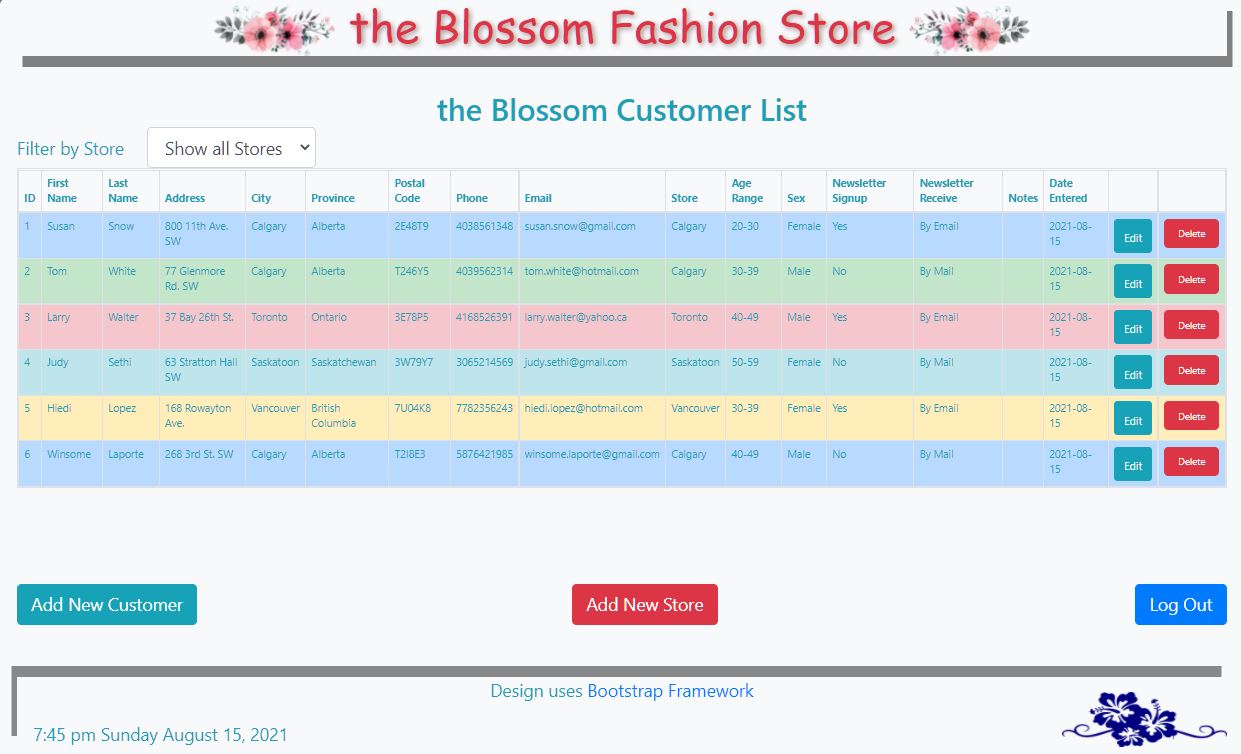 the Blossom Fashion Store
the Blossom Customer List
Filter by Store Show all Stores
ID First Name Last Name Address City Province Postal Code Phone Email Store Age Range Sex Newsletter Signup Newsletter Receive Notes Date Entered
1 Susan Snow 800 11th Ave. SW Calgary Alberta 2E48T9 4038561348 susan.snow@gmail.com Calgary 20-30 Female Yes By Email 2021-08-15 Edit Delete
2 Tom White 77 Glenmore Rd. SW Calgary Alberta T246Y5 4039562314 tom.white@hotmail.com Calgary 30-39 Male No By Mail 2021-08-15 Edit Delete
3 Larry Walter 37 Bay 26th St. Toronto Ontario 3E78P5 4168526391 larry.walter@yahoo.ca Toronto 40-49 Male Yes By Email 2021-08-15 Edit Delete
4 Judy Sethi 63 Stratton Hall SW Saskatoon Saskatchewan 3W79Y7 3065214569 judy.sethi@gmail.com Saskatoon 50-59 Female No By Mail 2021-08-15 Edit Delete
5 Hiedi Lopez 168 Rowayton Ave. Vancouver British Columbia 7U04K8 7782356243 hiedi.lopez@hotmail.com Vancouver 30-39 Female Yes By Email 2021-08-15 Edit Delete
6 Winsome Laporte 268 3rd St. SW Calgary Alberta T2I8E3 5876421985 winsome.laporte@gmail.com Calgary 40-49 Male No By Mail 2021-08-15 Edit Delete
Add New Customer Add New Store Log Out
Design uses Bootstrap Framework
7:45 pm Sunday August 15, 2021